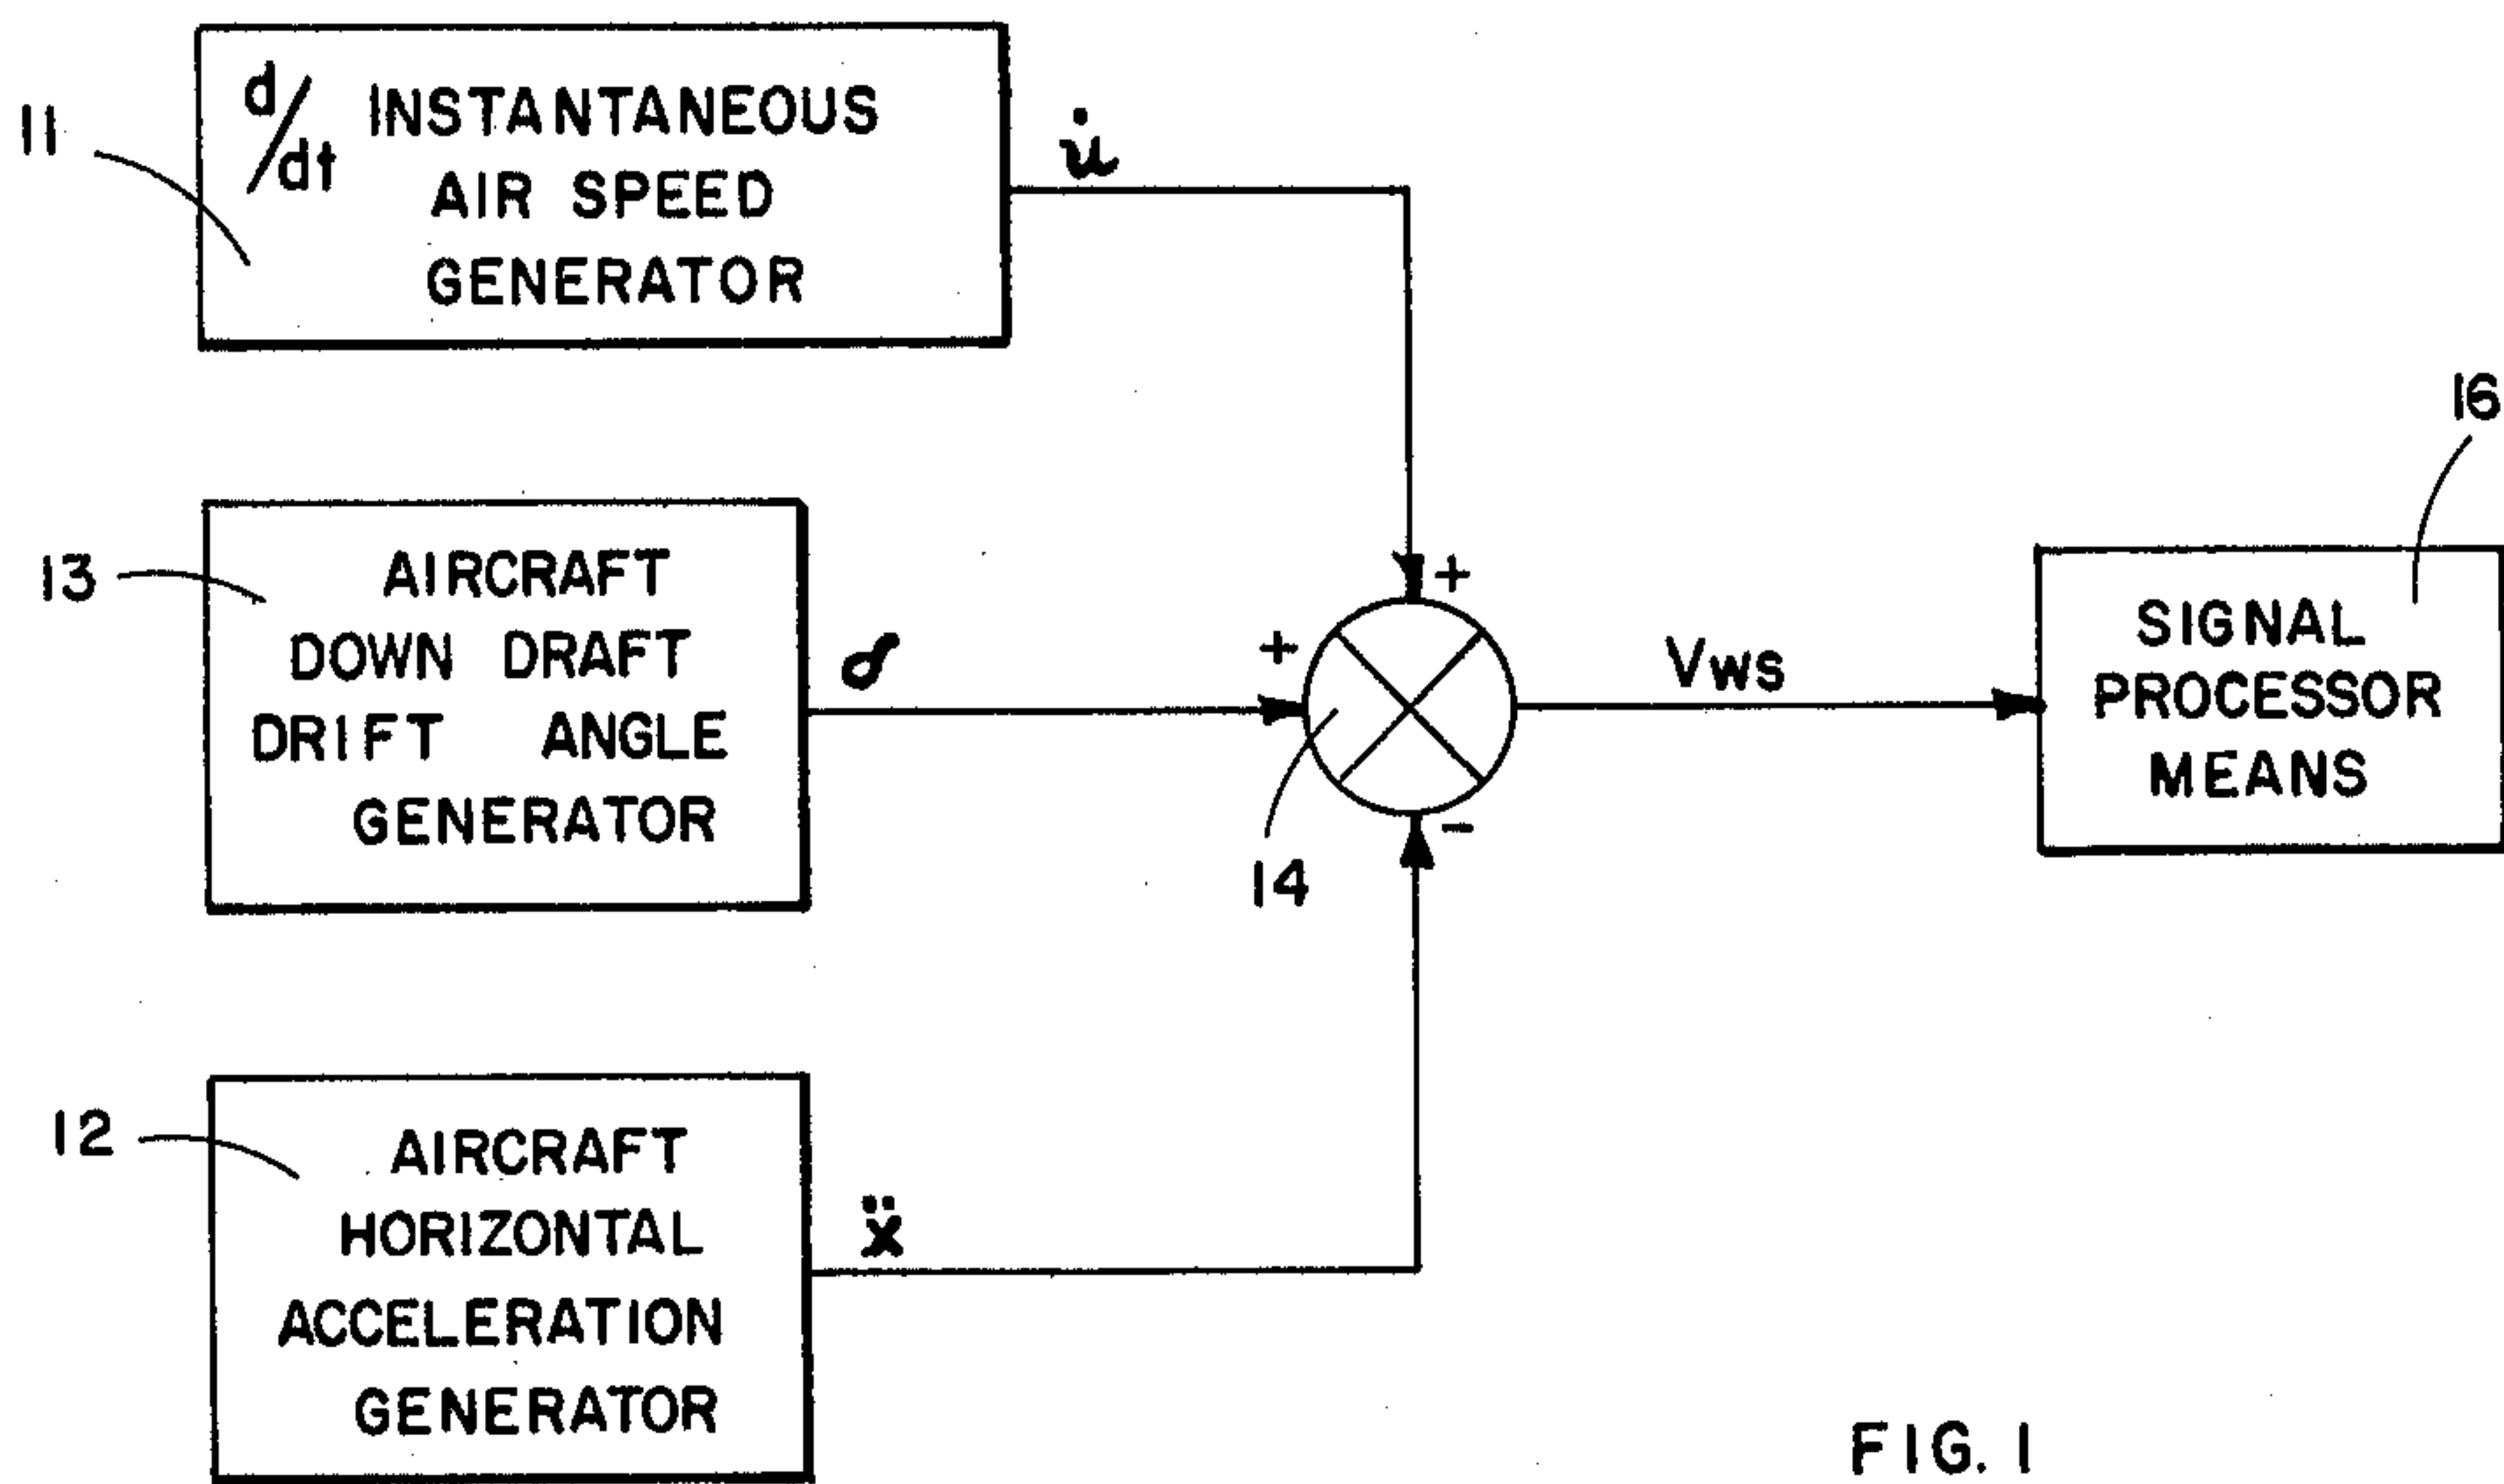 11
d/dt INSTANTANEOUS
AIR SPEED
GENERATOR
u̇
16
13
AIRCRAFT
DOWN DRAFT
DRIFT ANGLE
GENERATOR
+
+
Vws
SIGNAL
PROCESSOR
MEANS
14
-
12
AIRCRAFT
HORIZONTAL
ACCELERATION
GENERATOR
ẍ
FIG. 1